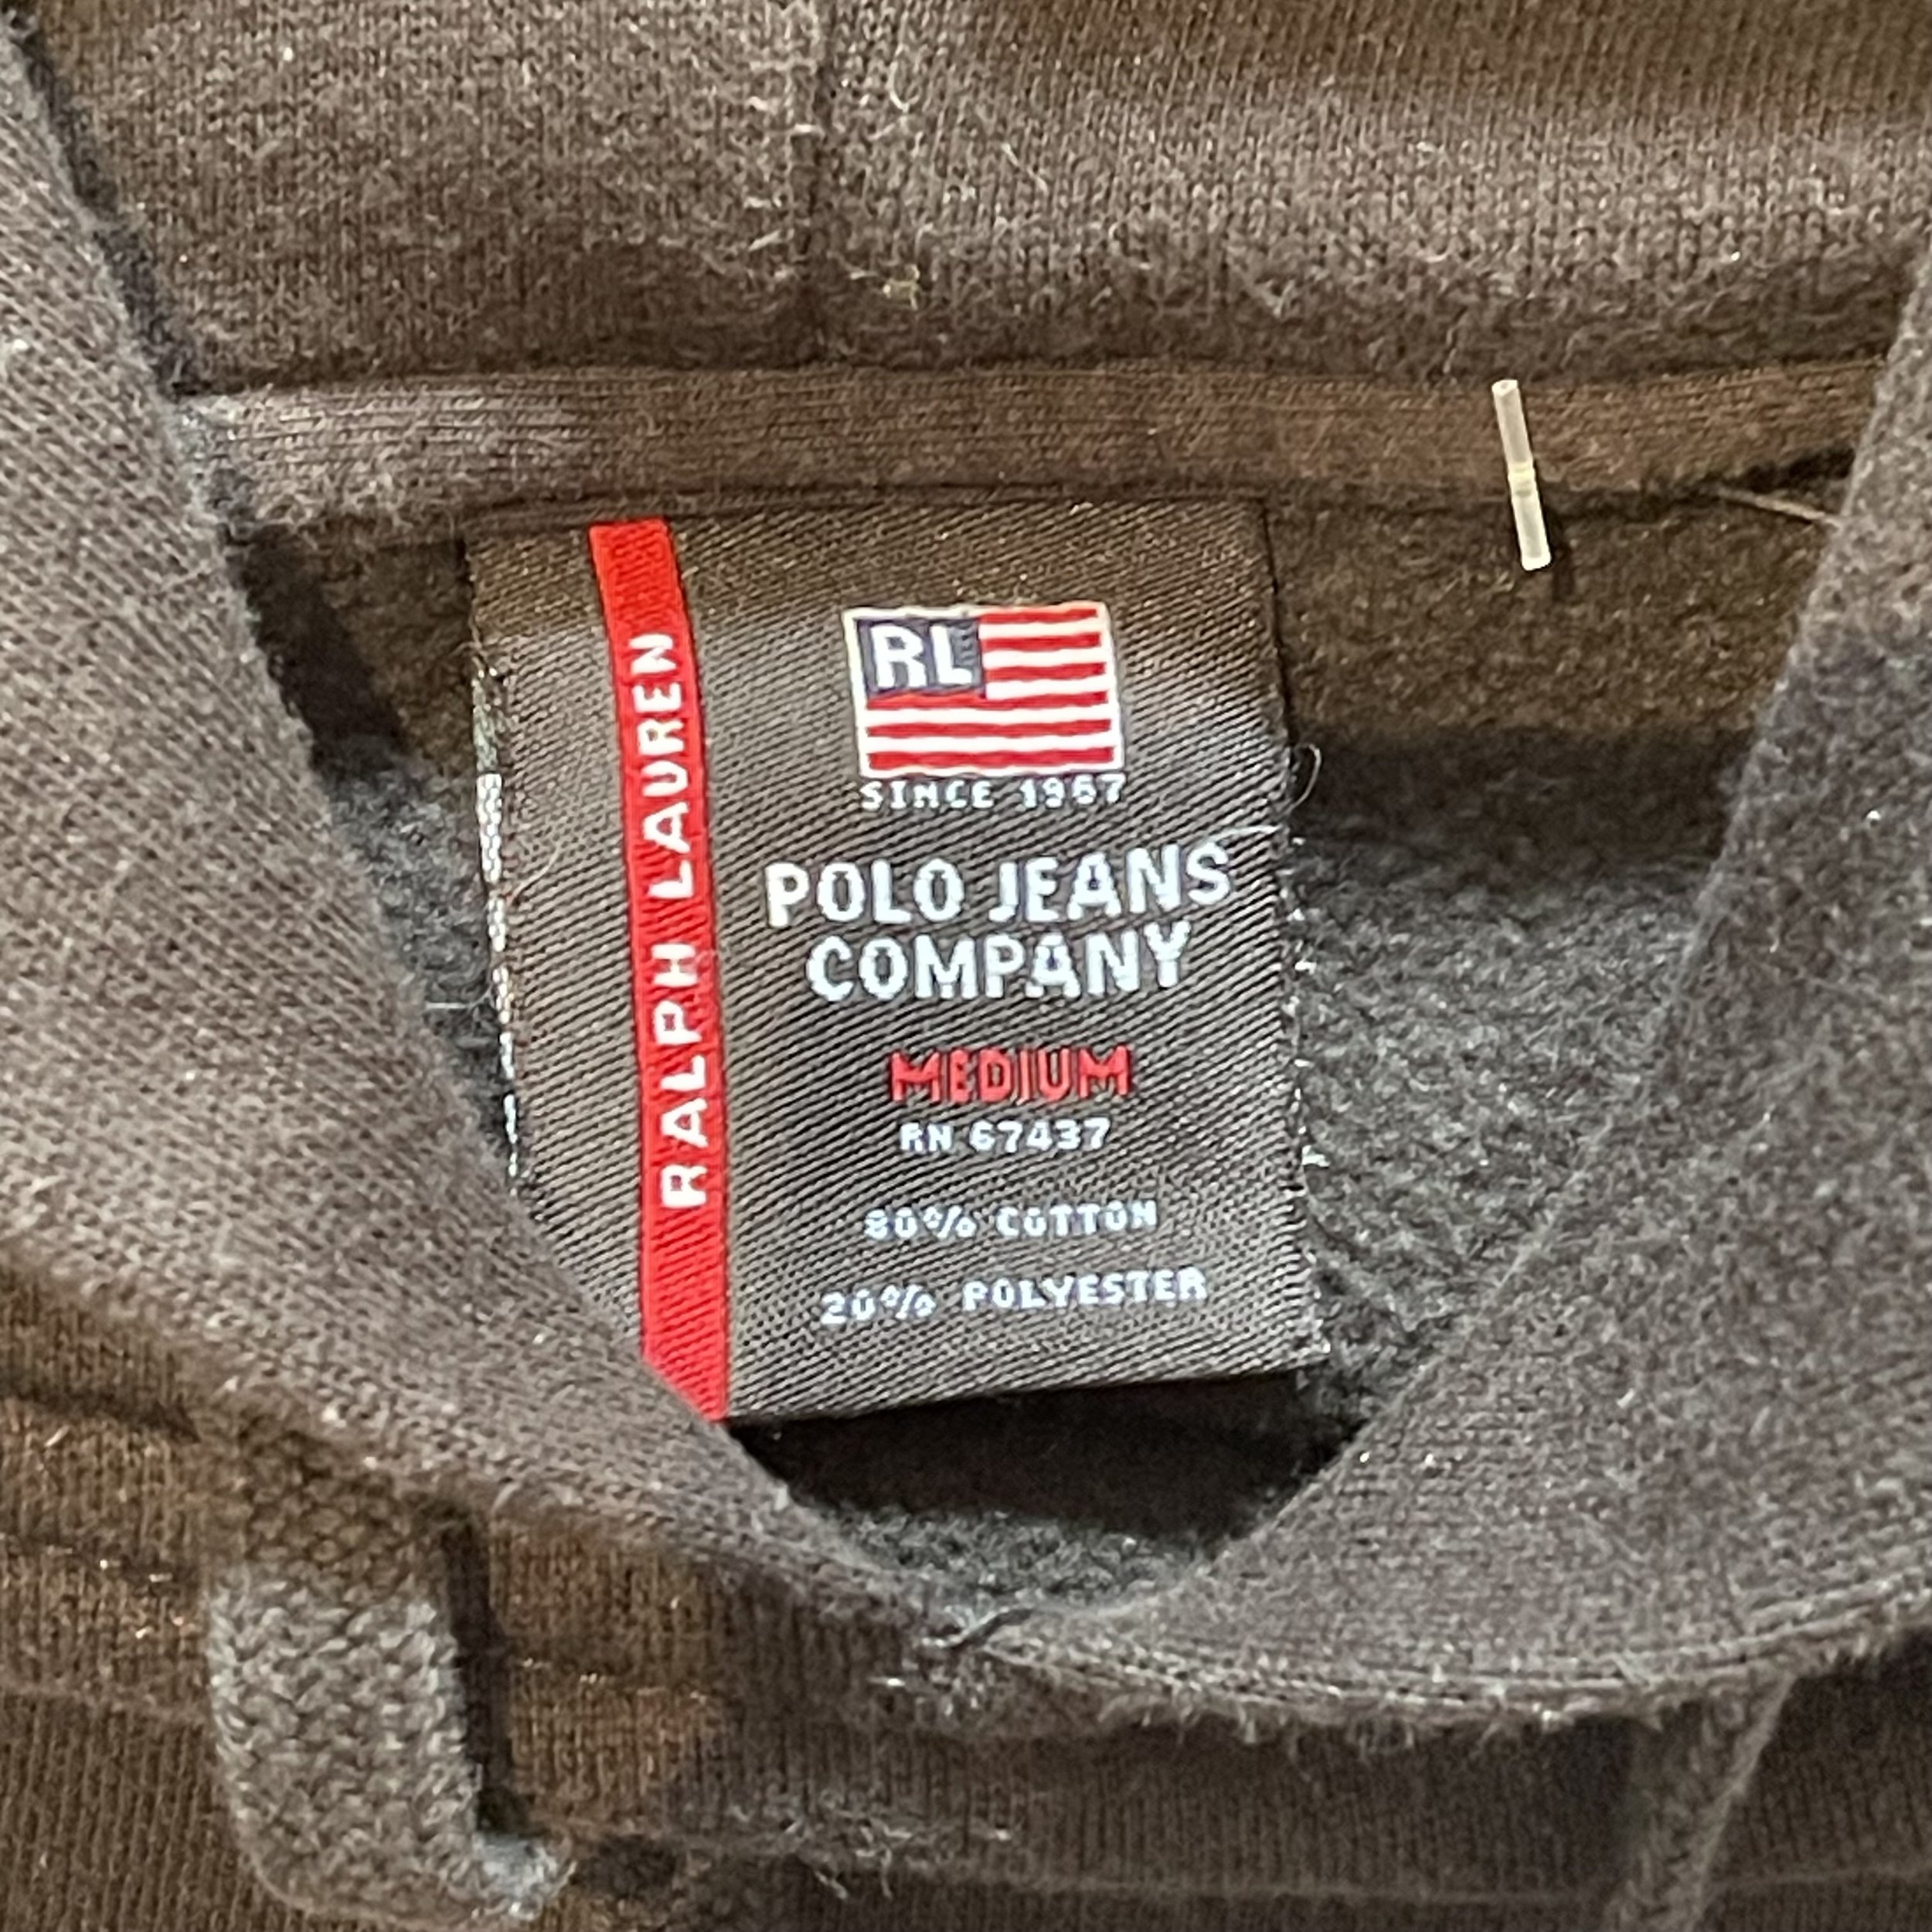 RALPH LAUREN
RL
SINCE 1967
POLO JEANS
COMPANY
MEDIUM
RN 67437
80% COTTON
20% POLYESTER